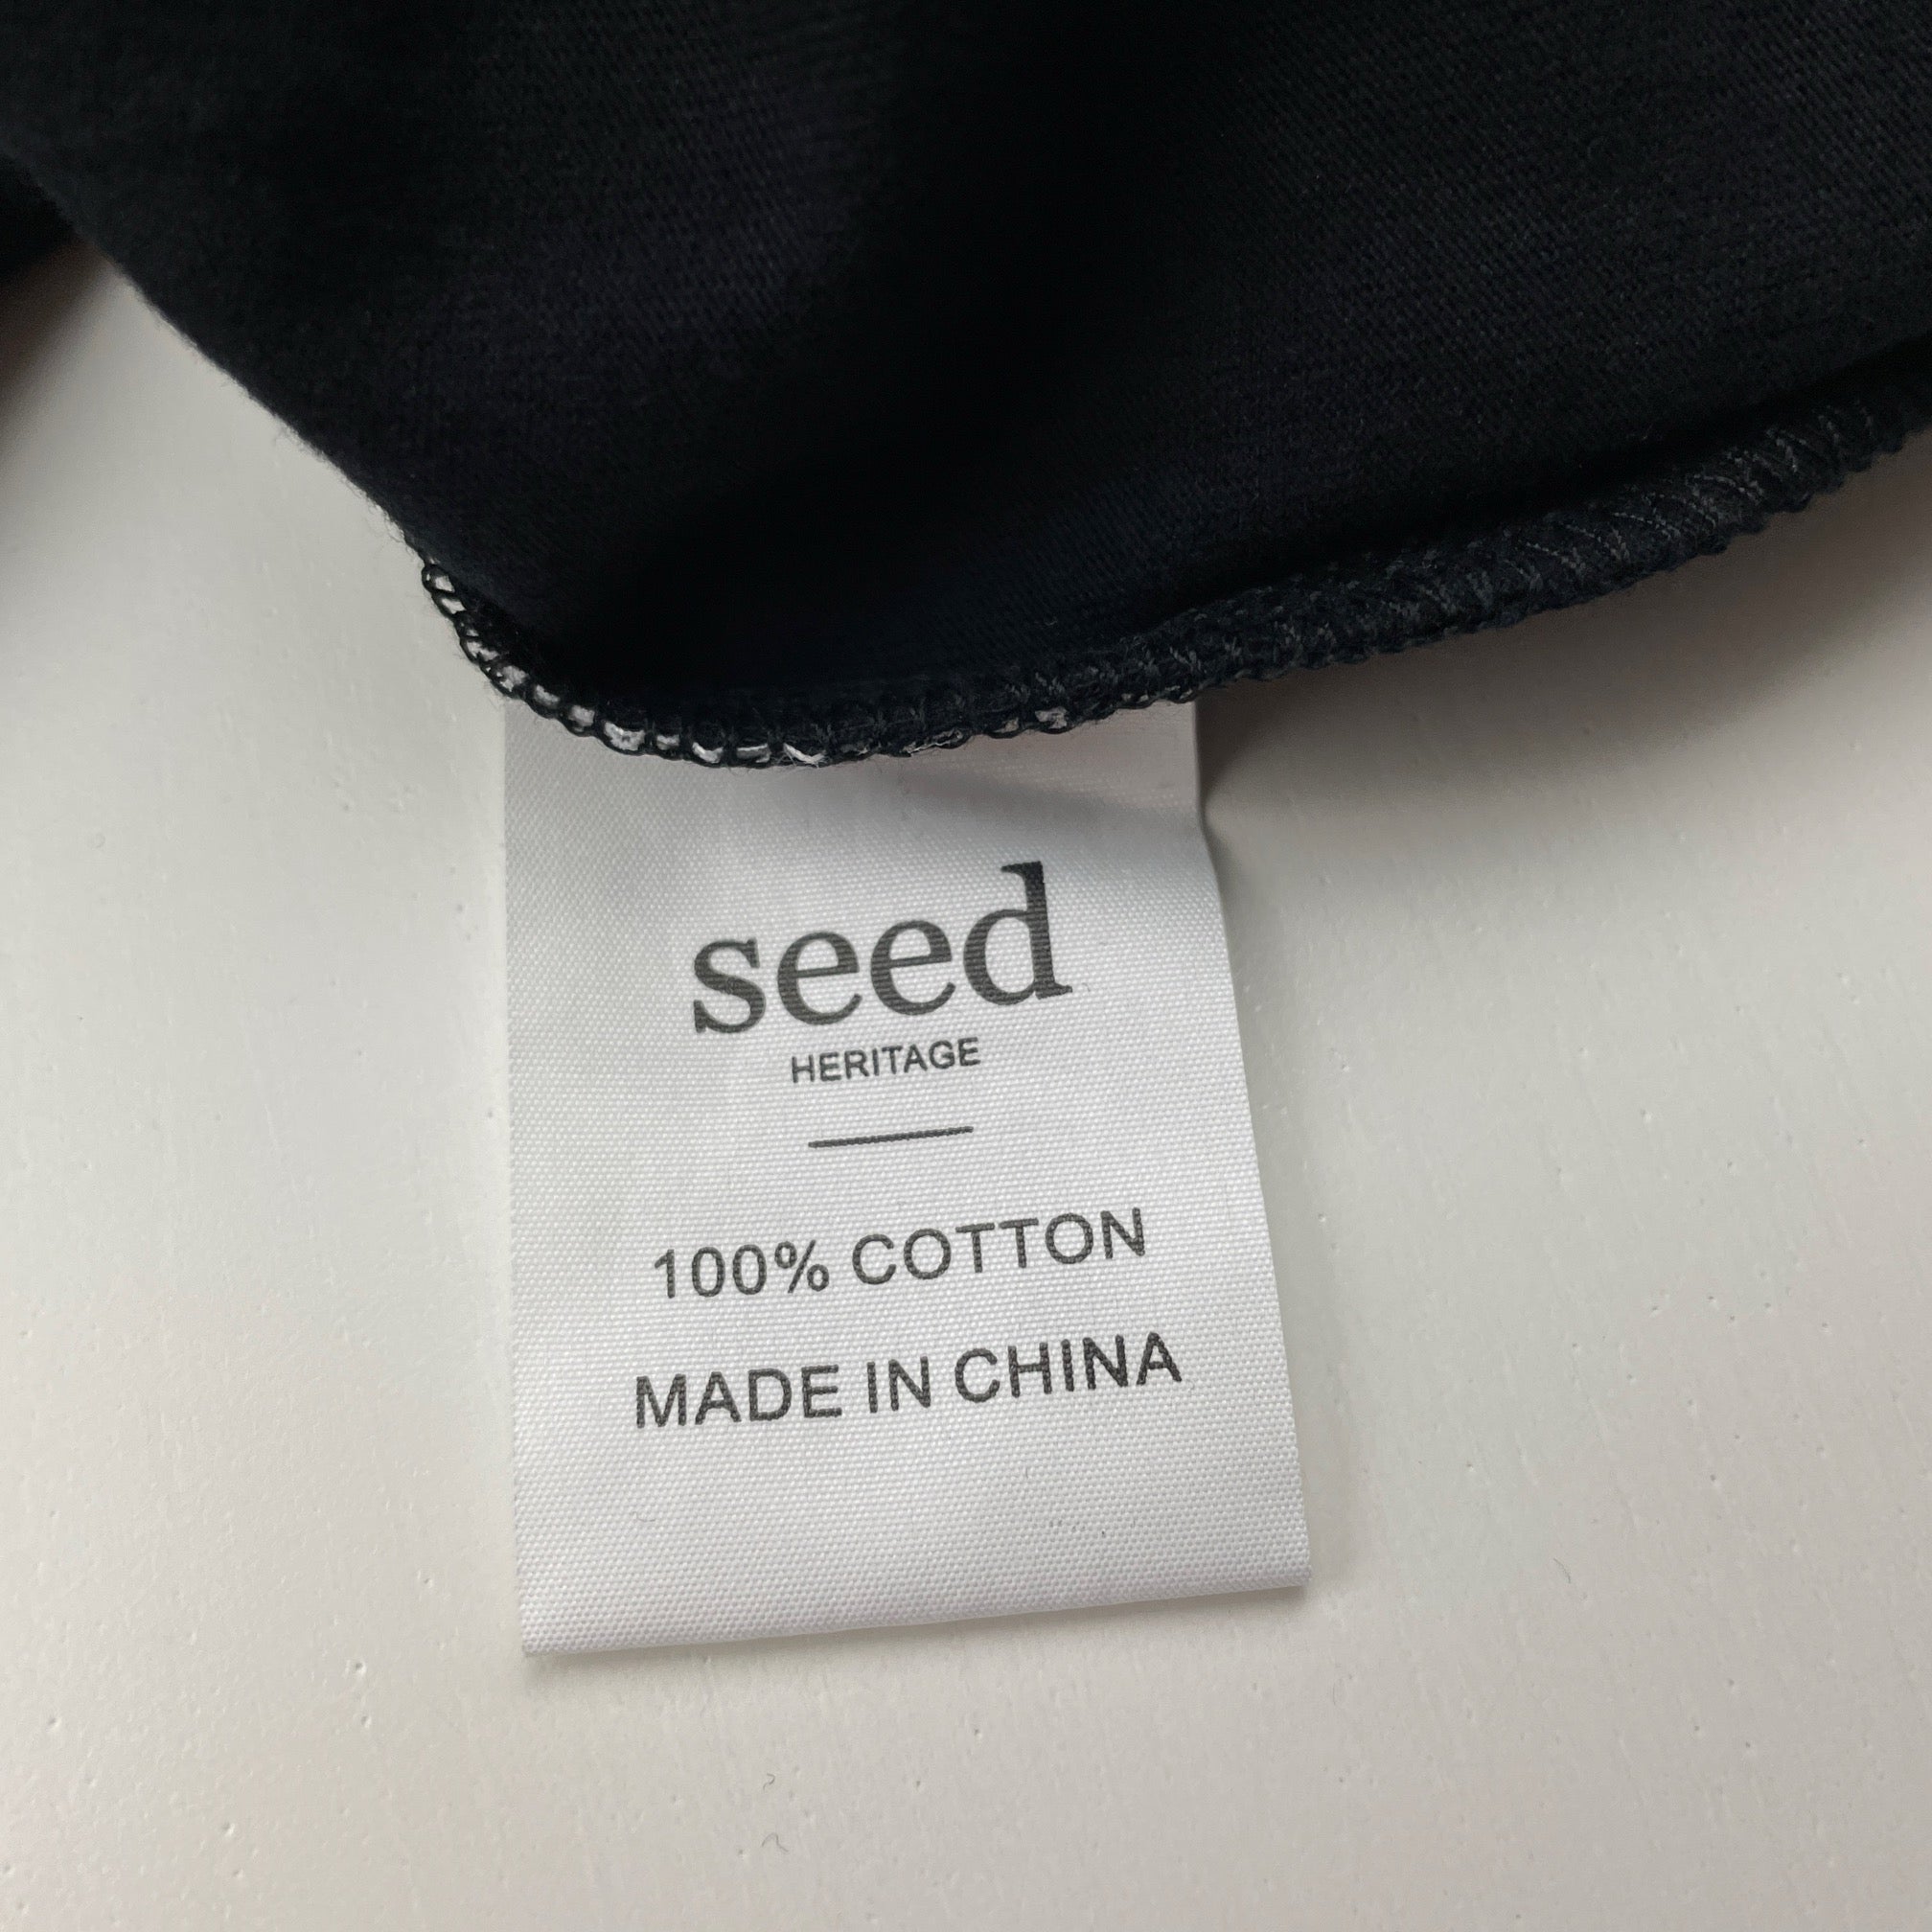 seed
HERITAGE
100% COTTON
MADE IN CHINA